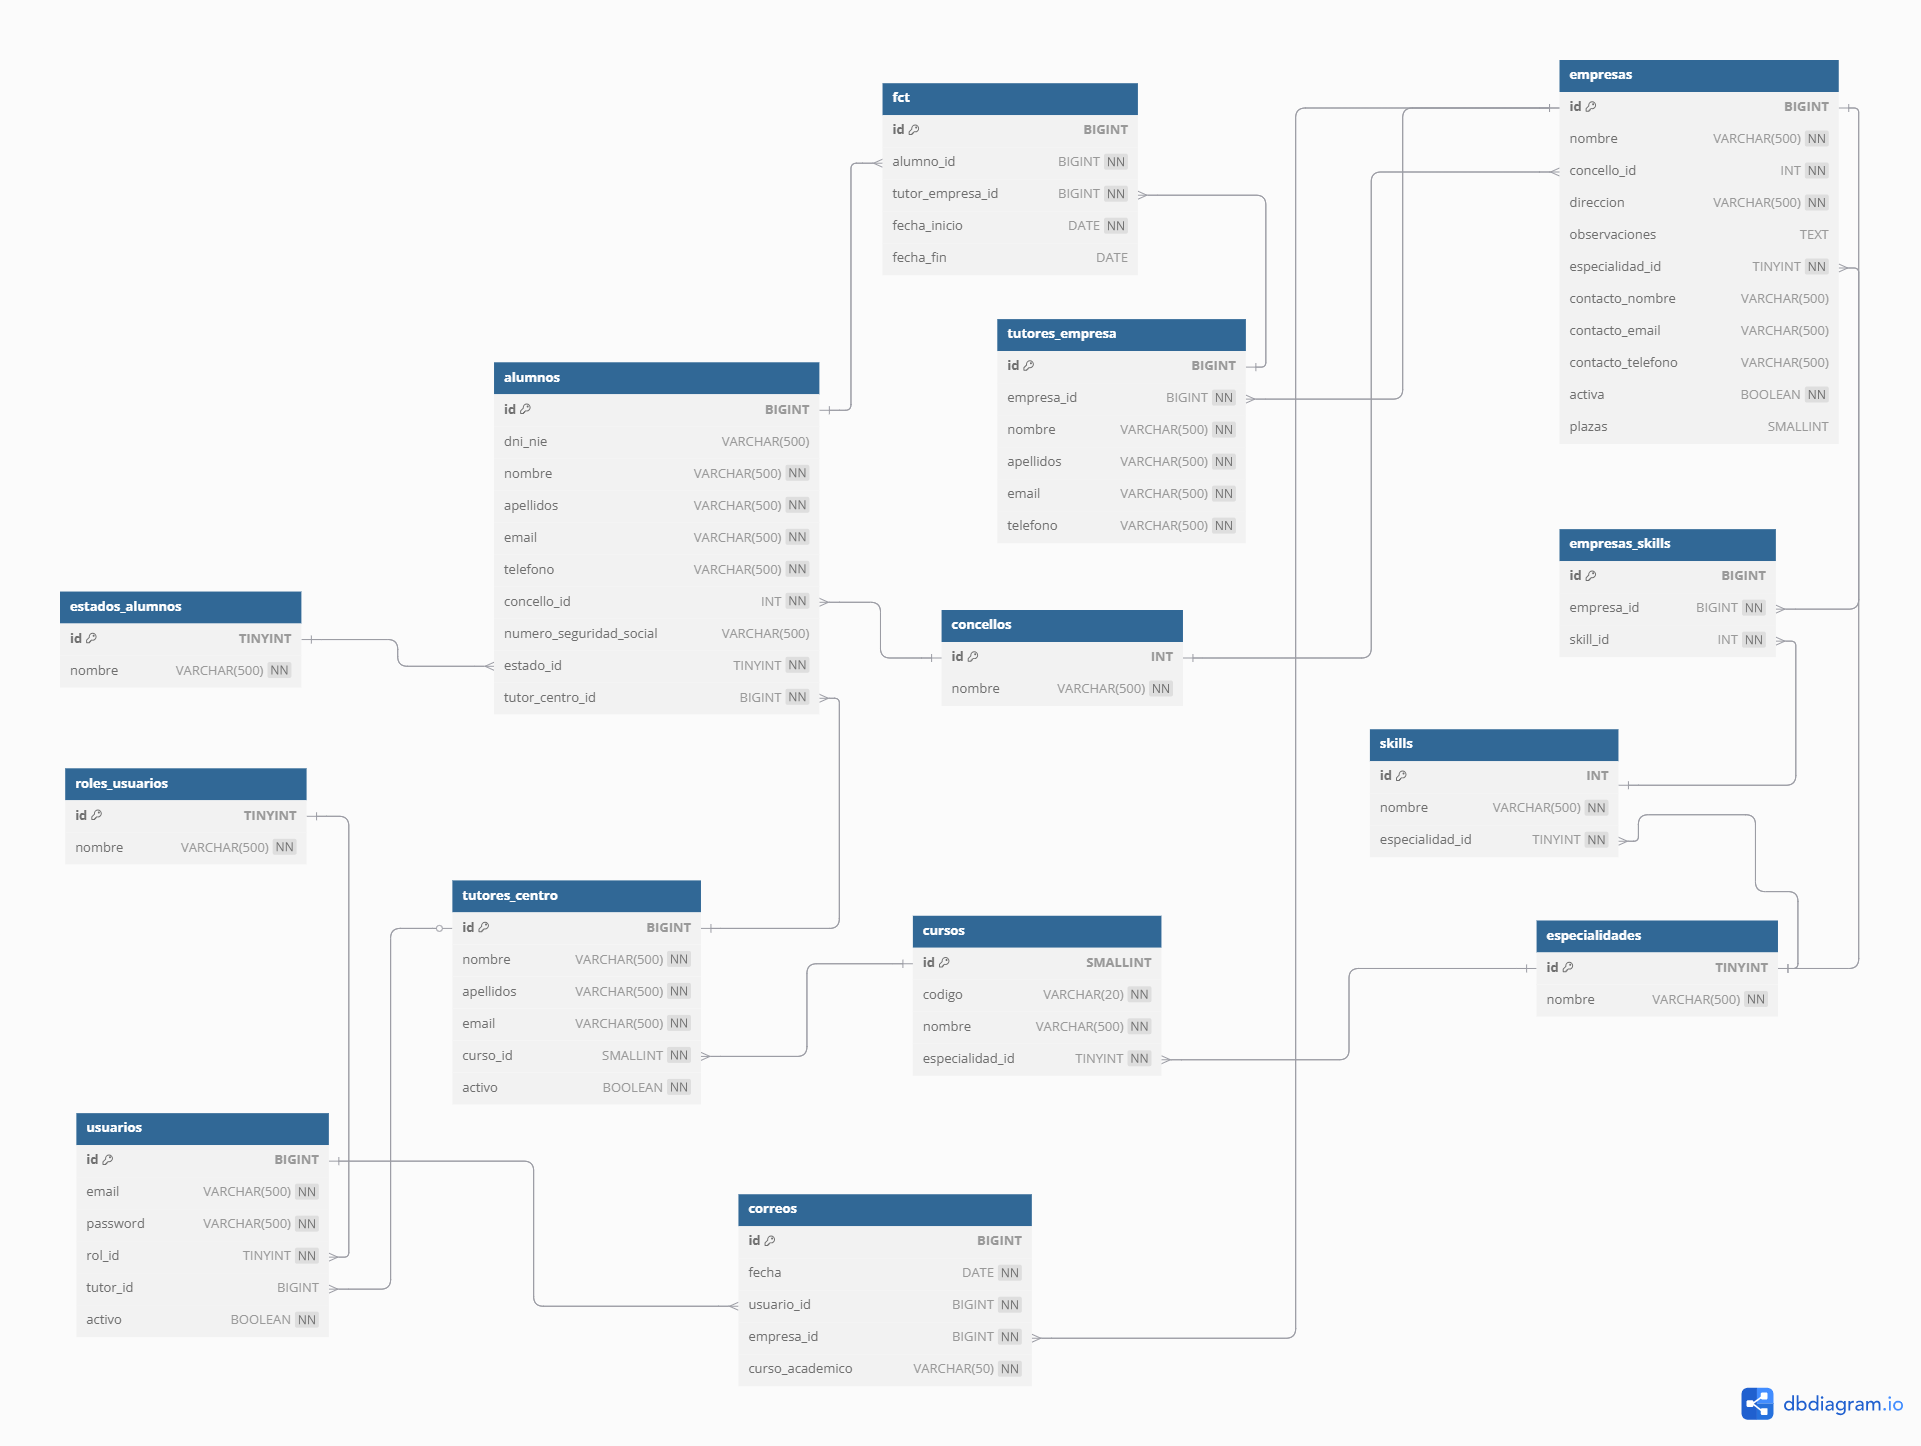 fct
id BIGINT
alumno_id BIGINT NN
tutor_empresa_id BIGINT NN
fecha_inicio DATE NN
fecha_fin DATE
empresas
id BIGINT
nombre VARCHAR(500) NN
concello_id INT NN
direccion VARCHAR(500) NN
observaciones TEXT
especialidad_id TINYINT NN
contacto_nombre VARCHAR(500)
contacto_email VARCHAR(500)
contacto_telefono VARCHAR(500)
activa BOOLEAN NN
plazas SMALLINT
tutores_empresa
id BIGINT
empresa_id BIGINT NN
nombre VARCHAR(500) NN
apellidos VARCHAR(500) NN
email VARCHAR(500) NN
telefono VARCHAR(500) NN
alumnos
id BIGINT
dni_nie VARCHAR(500)
nombre VARCHAR(500) NN
apellidos VARCHAR(500) NN
email VARCHAR(500) NN
telefono VARCHAR(500) NN
concello_id INT NN
numero_seguridad_social VARCHAR(500)
estado_id TINYINT NN
tutor_centro_id BIGINT NN
estados_alumnos
id TINYINT
nombre VARCHAR(500) NN
concellos
id INT
nombre VARCHAR(500) NN
empresas_skills
id BIGINT
empresa_id BIGINT NN
skill_id INT NN
skills
id INT
nombre VARCHAR(500) NN
especialidad_id TINYINT NN
roles_usuarios
id TINYINT
nombre VARCHAR(500) NN
tutores_centro
id BIGINT
nombre VARCHAR(500) NN
apellidos VARCHAR(500) NN
email VARCHAR(500) NN
curso_id SMALLINT NN
activo BOOLEAN NN
cursos
id SMALLINT
codigo VARCHAR(20) NN
nombre VARCHAR(500) NN
especialidad_id TINYINT NN
especialidades
id TINYINT
nombre VARCHAR(500) NN
usuarios
id BIGINT
email VARCHAR(500) NN
password VARCHAR(500) NN
rol_id TINYINT NN
tutor_id BIGINT
activo BOOLEAN NN
correos
id BIGINT
fecha DATE NN
usuario_id BIGINT NN
empresa_id BIGINT NN
curso_academico VARCHAR(50) NN
dbdiagram.io